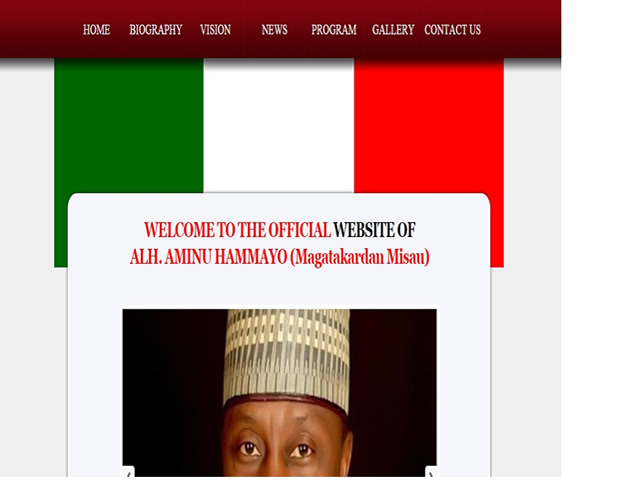 HOME BIOGRAPHY VISION NEWS PROGRAM GALLERY CONTACT US
WELCOME TO THE OFFICIAL WEBSITE OF
ALH. AMINU HAMMAYO (Magatakardan Misau)